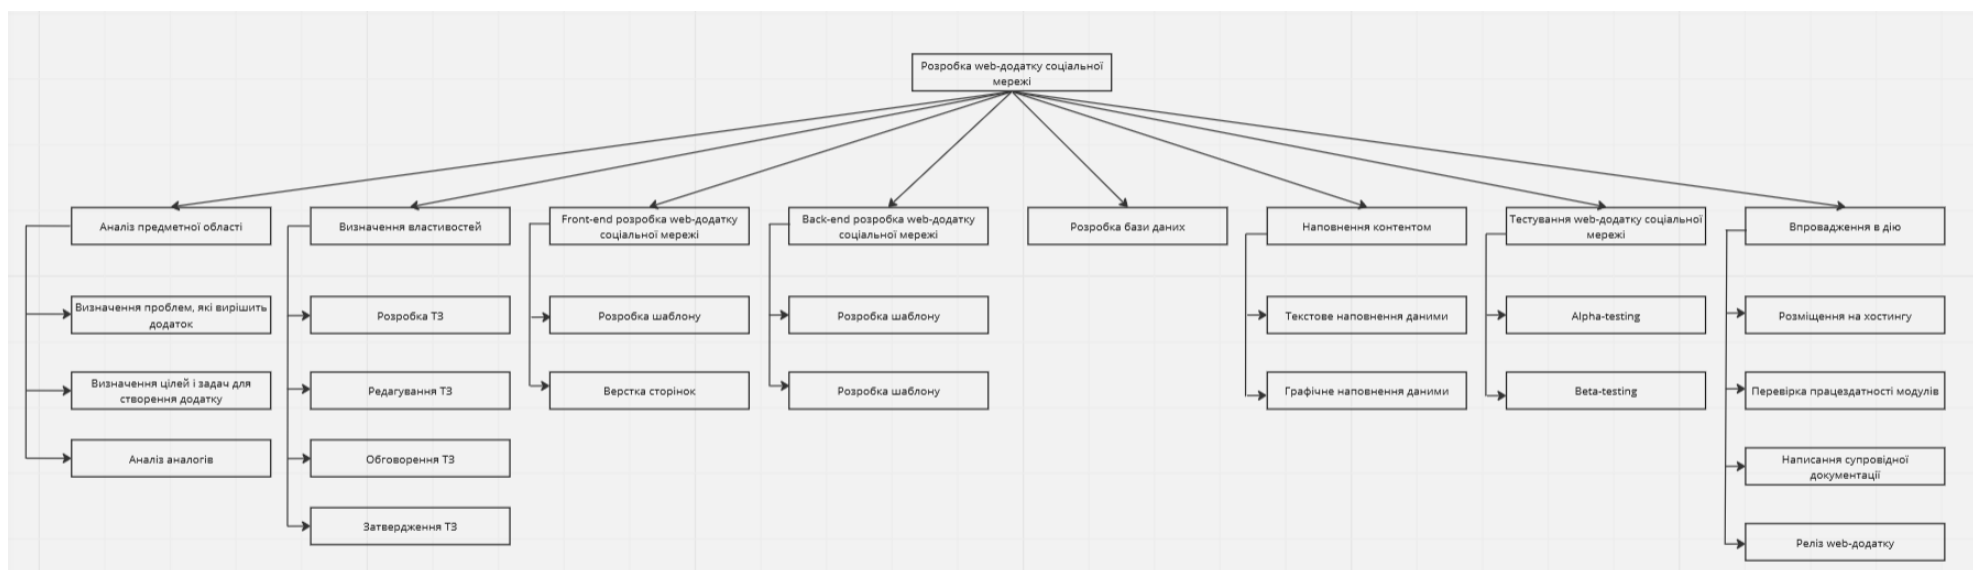 Розробка web-додатку соціальної
мережі
Аналіз предметної області
Визначення властивостей
Front-end розробка web-додатку
соціальної мережі
Back-end розробка web-додатку
соціальної мережі
Розробка бази даних
Наповнення контентом
Тестування web-додатку соціальної
мережі
Впровадження в дію
Визначення проблем, які вирішить
додаток
Розробка ТЗ
Розробка шаблону
Розробка шаблону
Текстове наповнення даними
Alpha-testing
Розміщення на хостингу
Визначення цілей і задач для
створення додатку
Редагування ТЗ
Верстка сторінок
Розробка шаблону
Графічне наповнення даними
Beta-testing
Перевірка працездатності модулів
Аналіз аналогів
Обговорення ТЗ
Написання супровідної
документації
Затвердження ТЗ
Реліз web-додатку